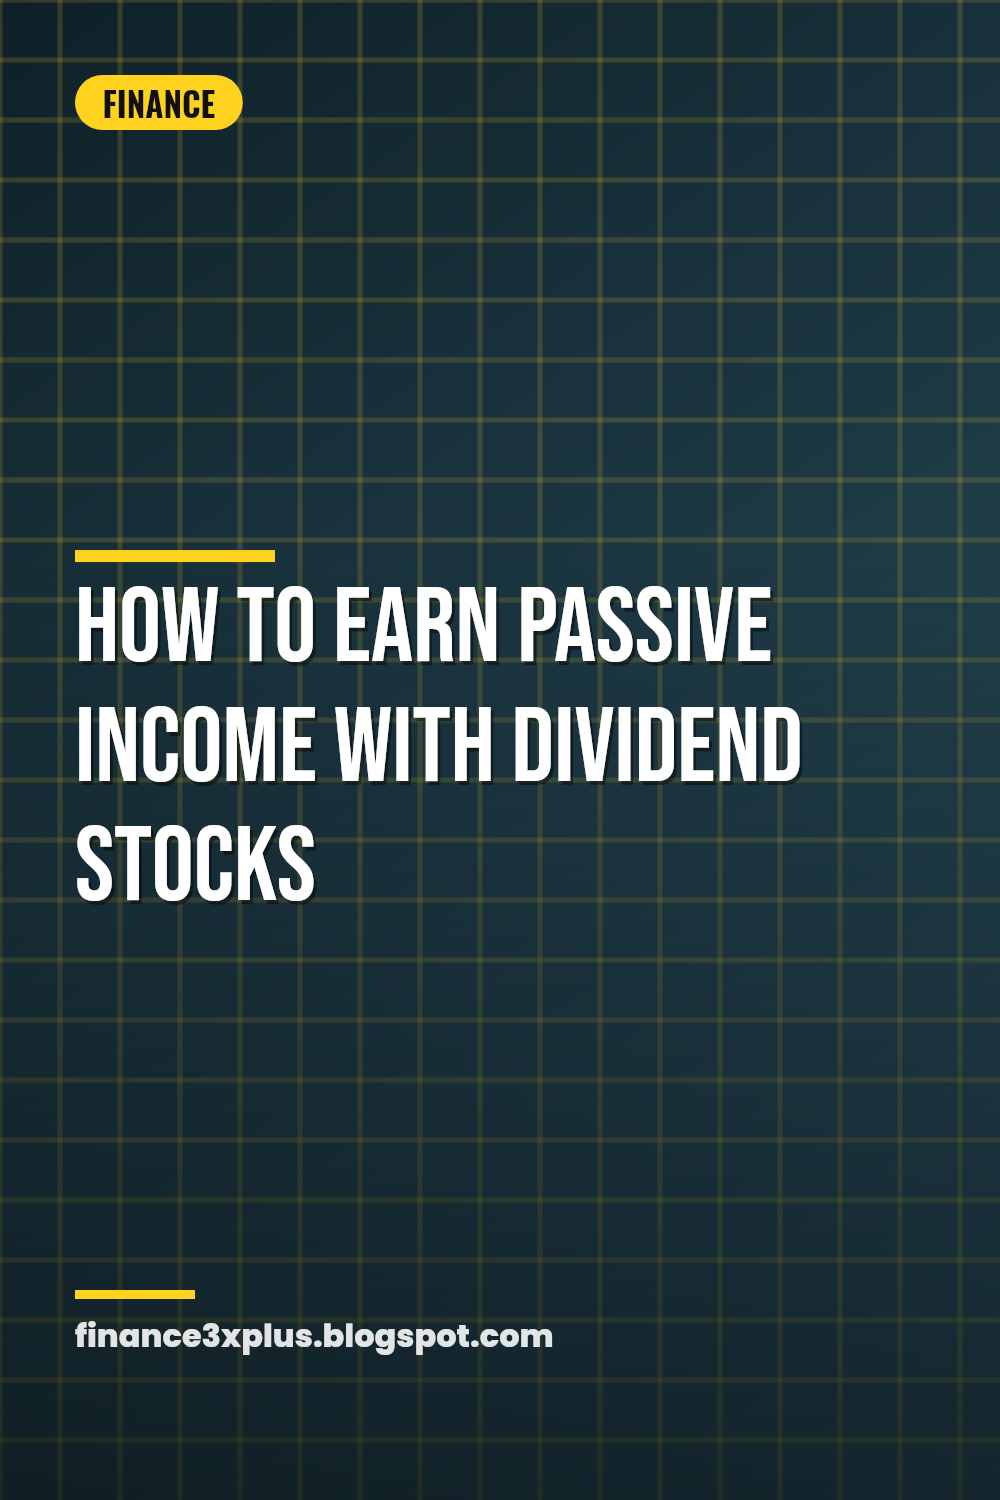 FINANCE
HOW TO EARN PASSIVE
INCOME WITH DIVIDEND
STOCKS
finance3xplus.blogspot.com